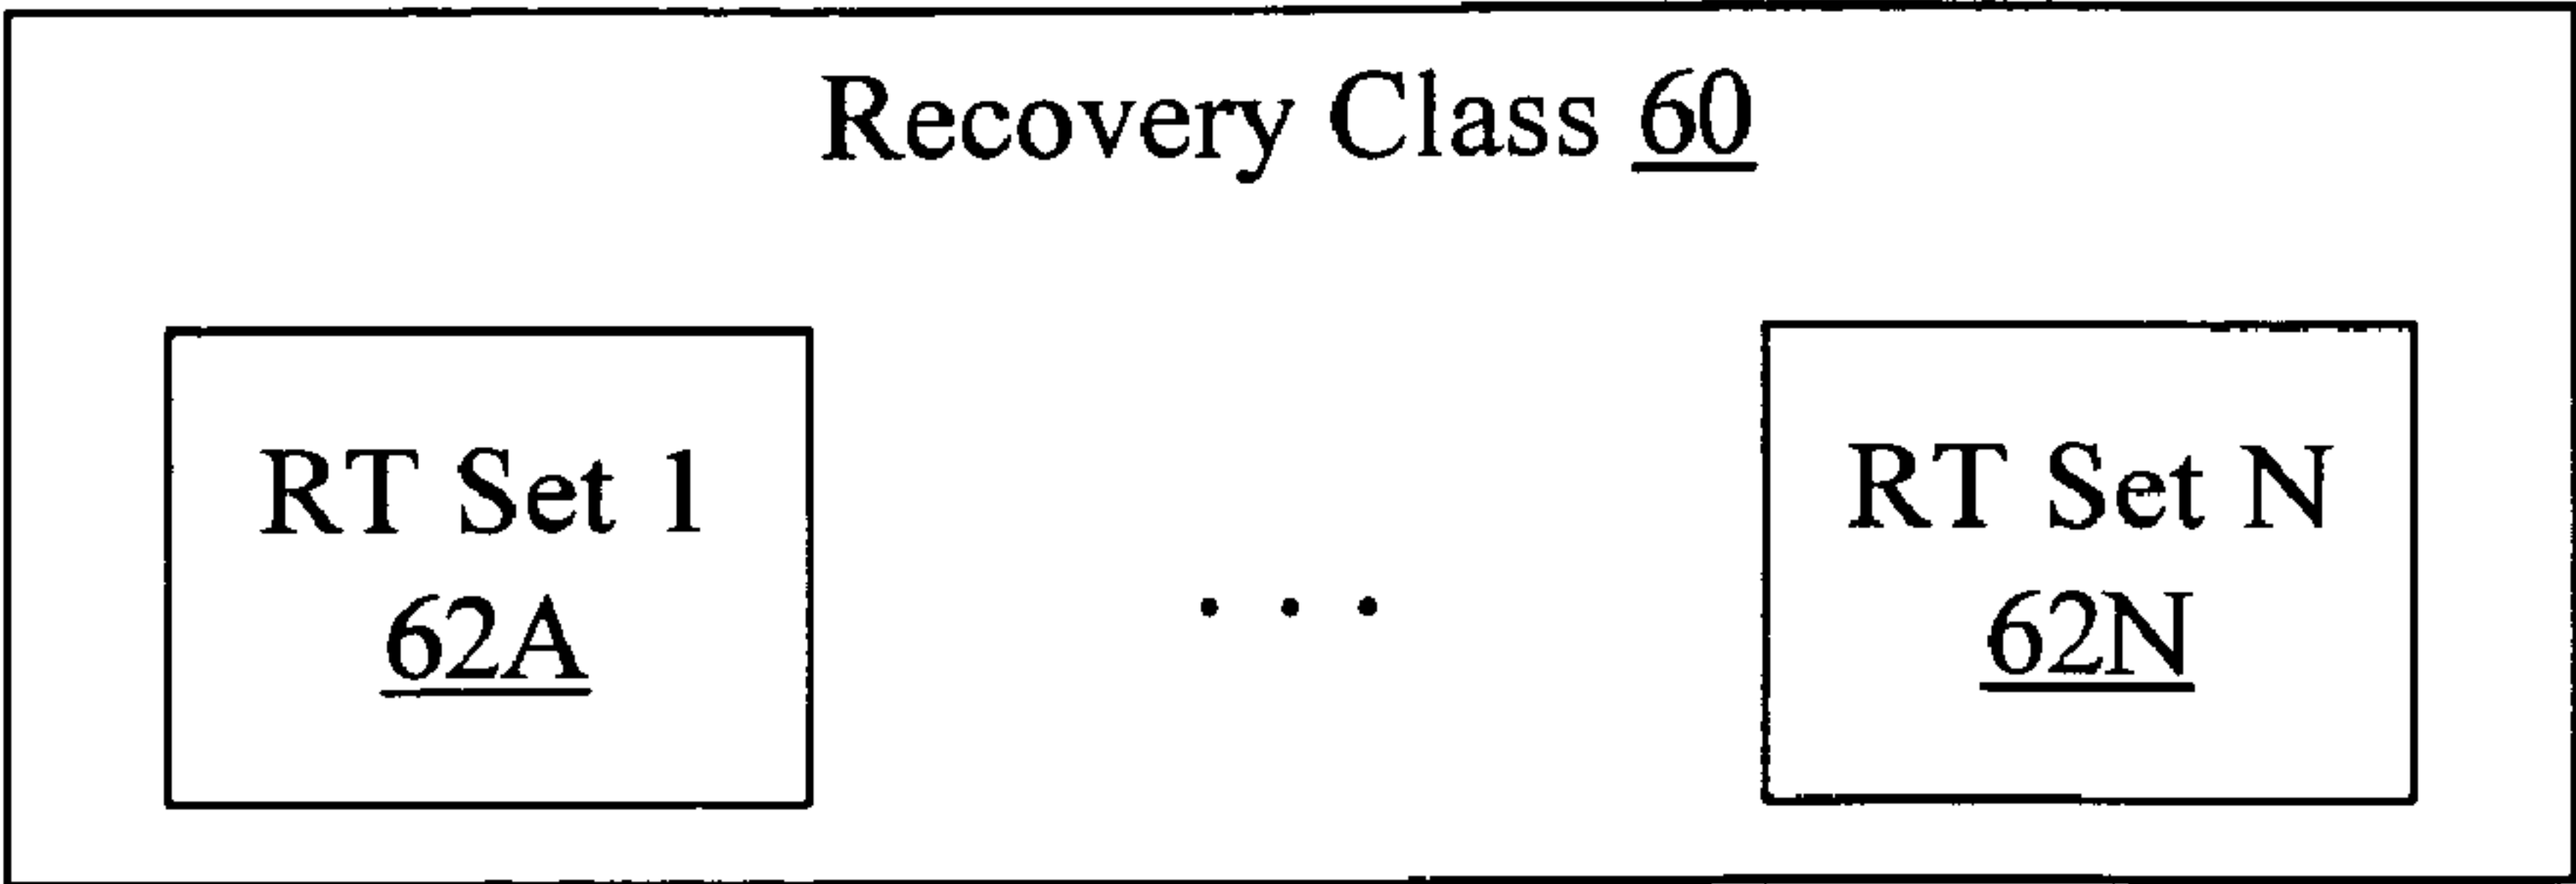 Recovery Class 60
RT Set 1
62A
. . .
RT Set N
62N